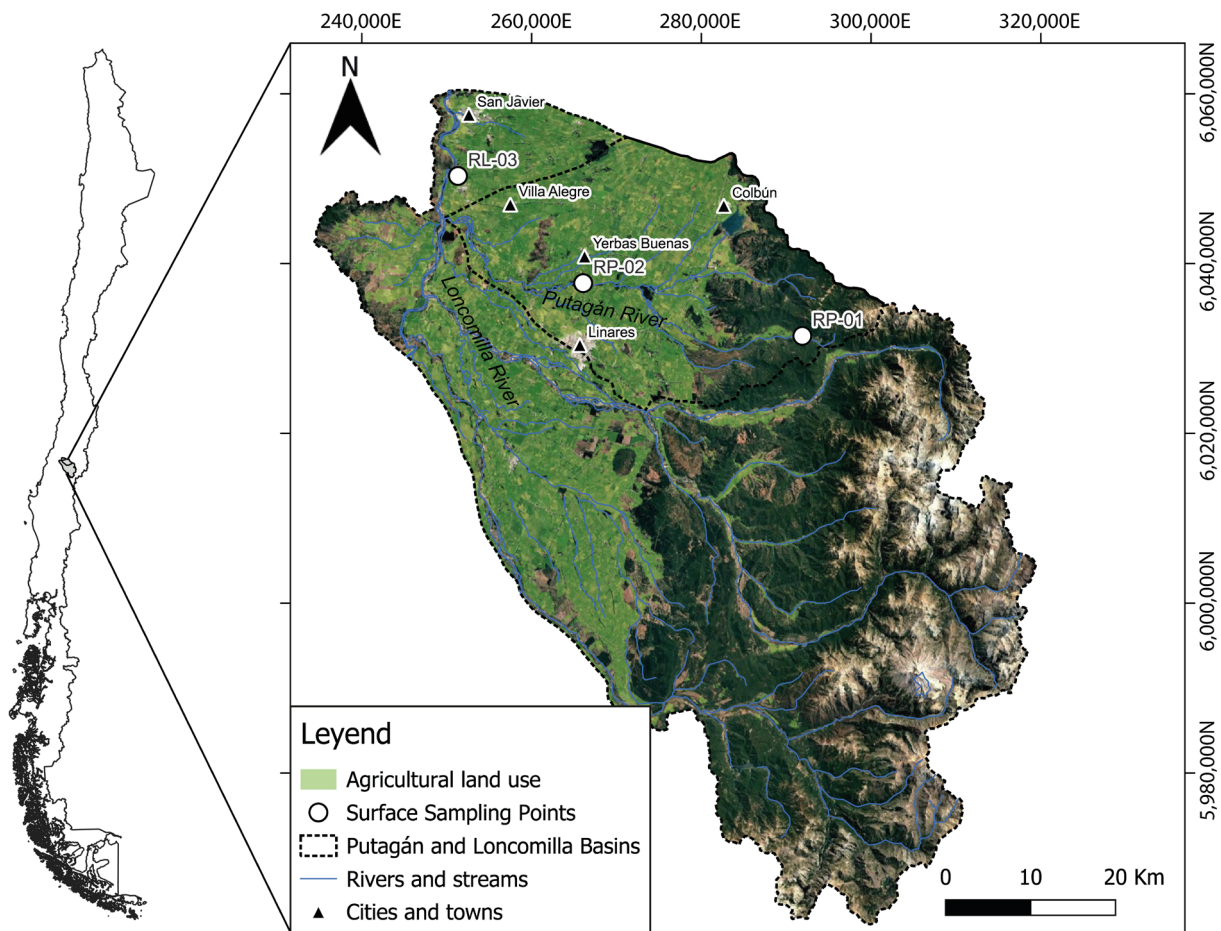 240,000E
260,000E
280,000E
300,000E
320,000E
N
6,060,000N
6,040,000N
6,020,000N
6,000,000N
5,980,000N
San Javier
RL-03
Villa Alegre
Colbún
Yerbas Buenas
RP-02
Putagán River
RP-01
Loncomilla River
Linares
Leyend
Agricultural land use
Surface Sampling Points
Putagán and Loncomilla Basins
Rivers and streams
Cities and towns
0 10 20 Km